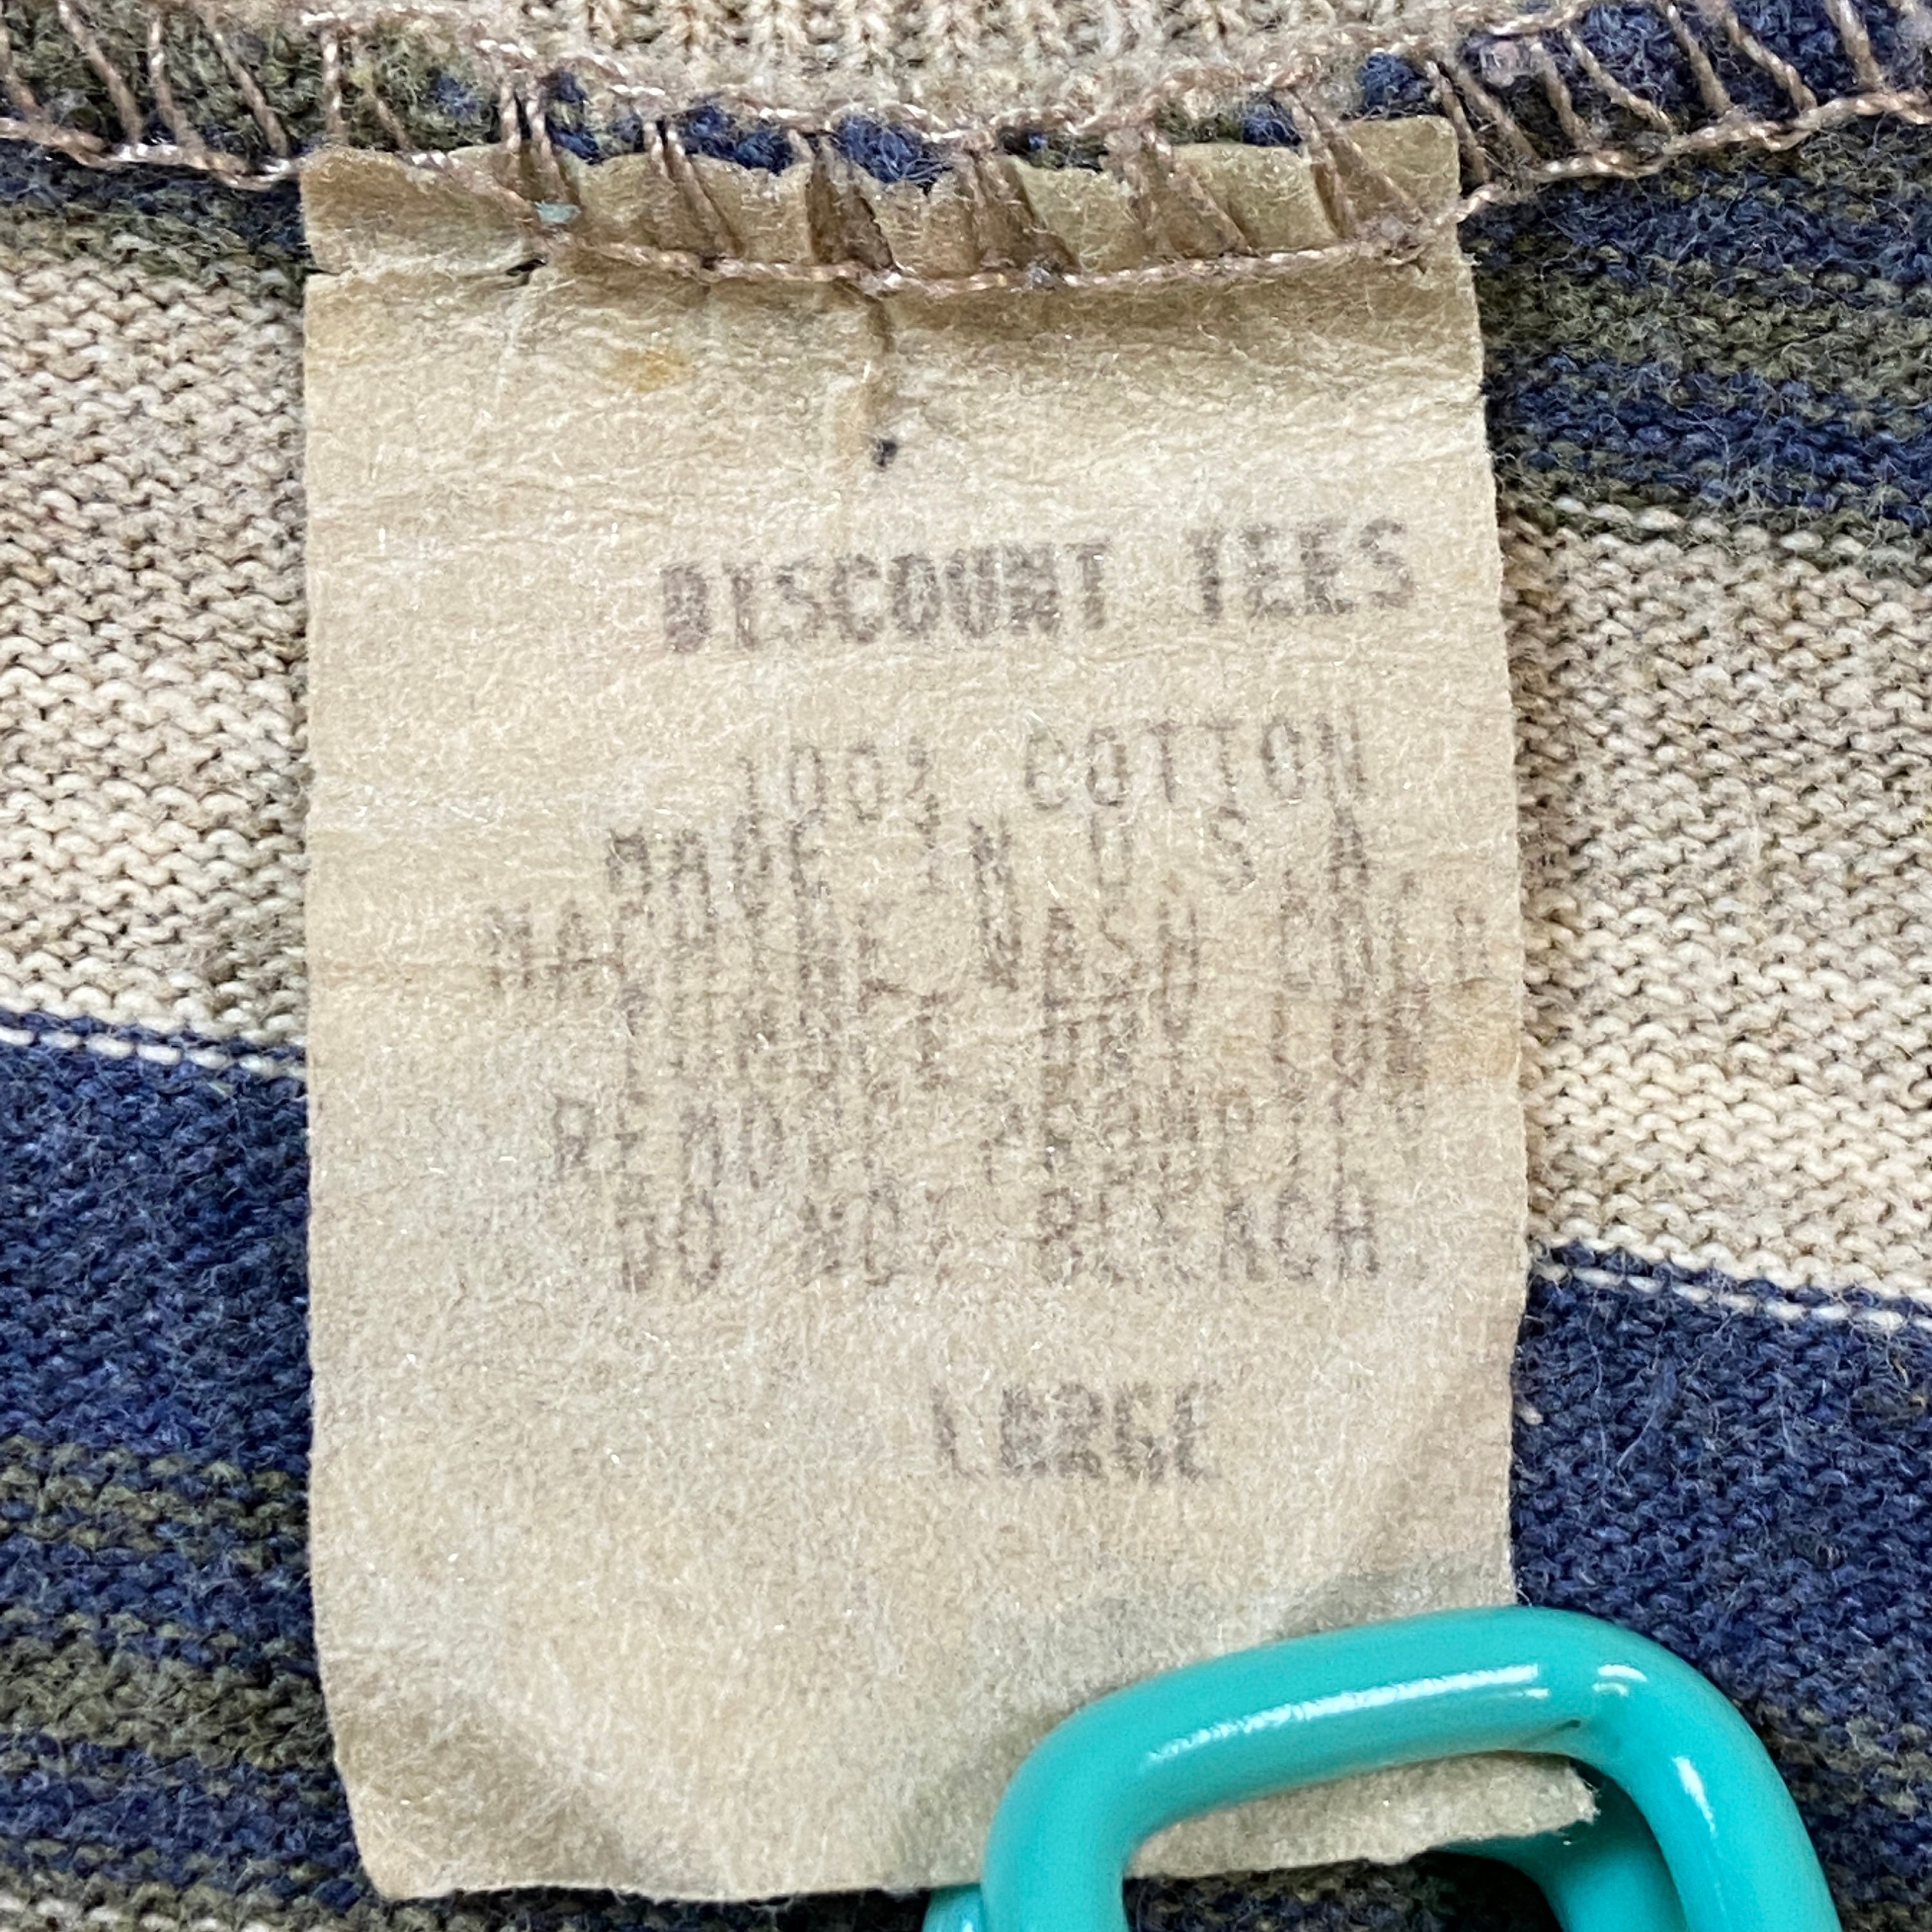 DISCOUNT TEES
100% COTTON
MADE IN U S A
MACHINE WASH COLD
TUMBLE DRY LOW
REMOVE PROMPTLY
DO NOT BLEACH
LARGE